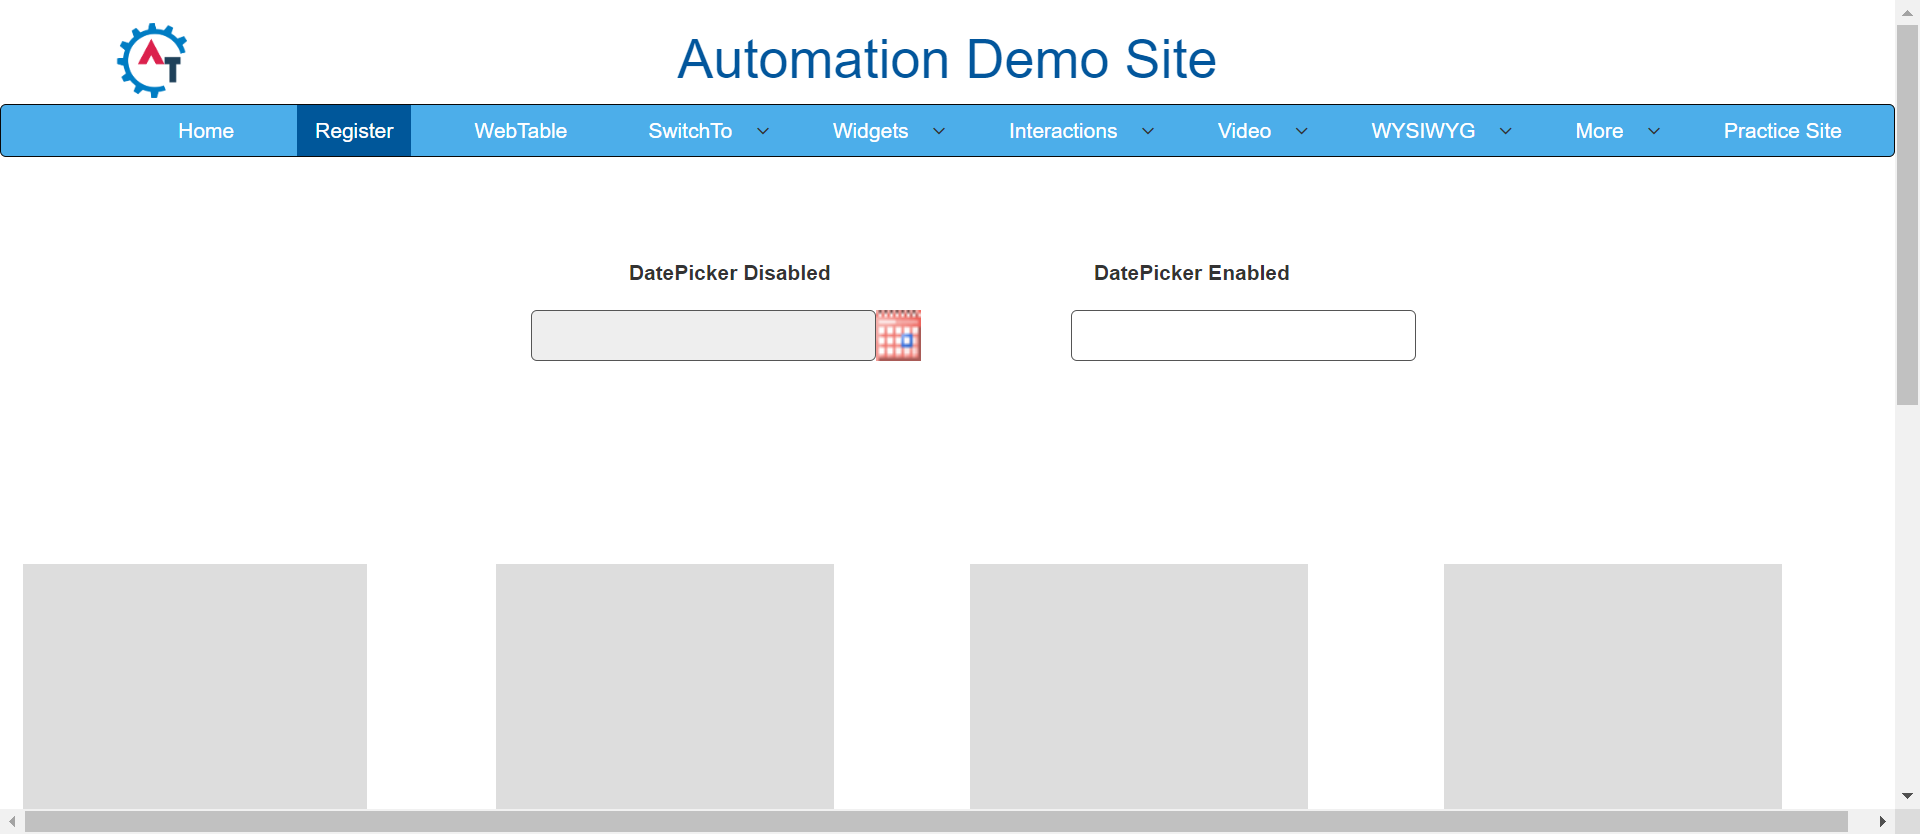 AT
Automation Demo Site
Home Register WebTable SwitchTo Widgets Interactions Video WYSIWYG More Practice Site
DatePicker Disabled DatePicker Enabled